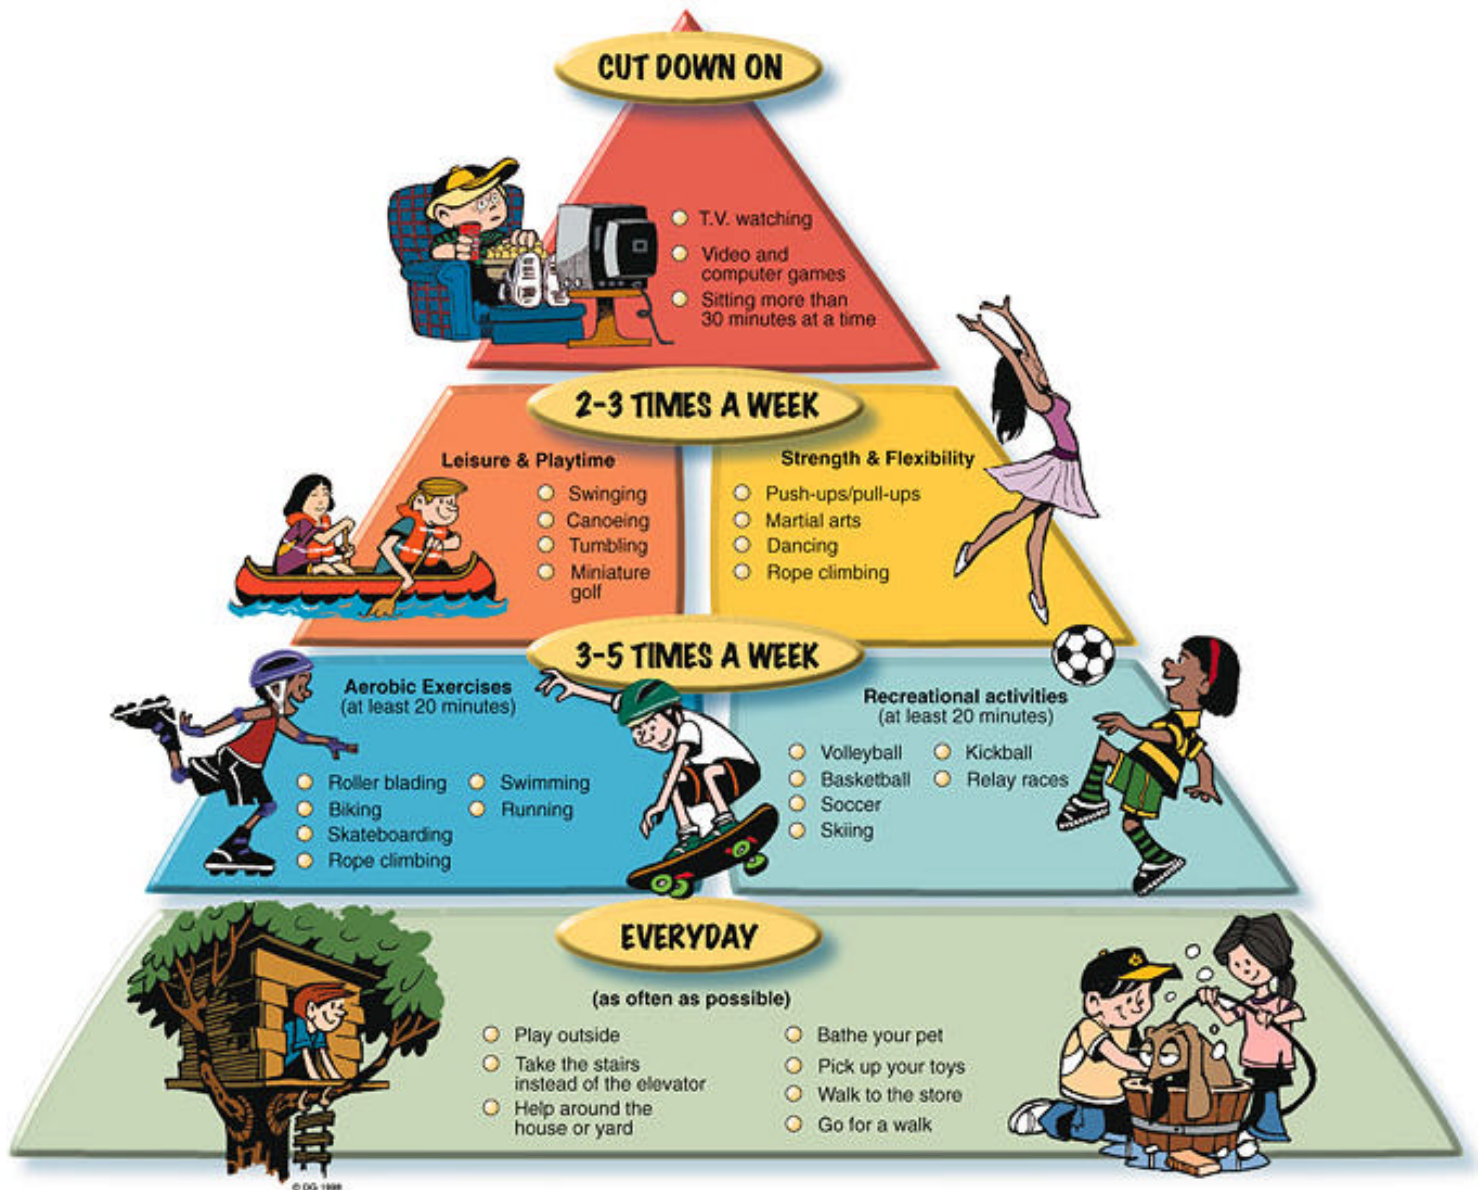 CUT DOWN ON
T.V. watching
Video and
computer games
Sitting more than
30 minutes at a time
2-3 TIMES A WEEK
Leisure & Playtime
Swinging
Canoeing
Tumbling
Miniature
golf
Strength & Flexibility
Push-ups/pull-ups
Martial arts
Dancing
Rope climbing
3-5 TIMES A WEEK
Aerobic Exercises
(at least 20 minutes)
Roller blading
Biking
Skateboarding
Rope climbing
Swimming
Running
Recreational activities
(at least 20 minutes)
Volleyball
Basketball
Soccer
Skiing
Kickball
Relay races
EVERYDAY
(as often as possible)
Play outside
Take the stairs
instead of the elevator
Help around the
house or yard
Bathe your pet
Pick up your toys
Walk to the store
Go for a walk
© DG 1998